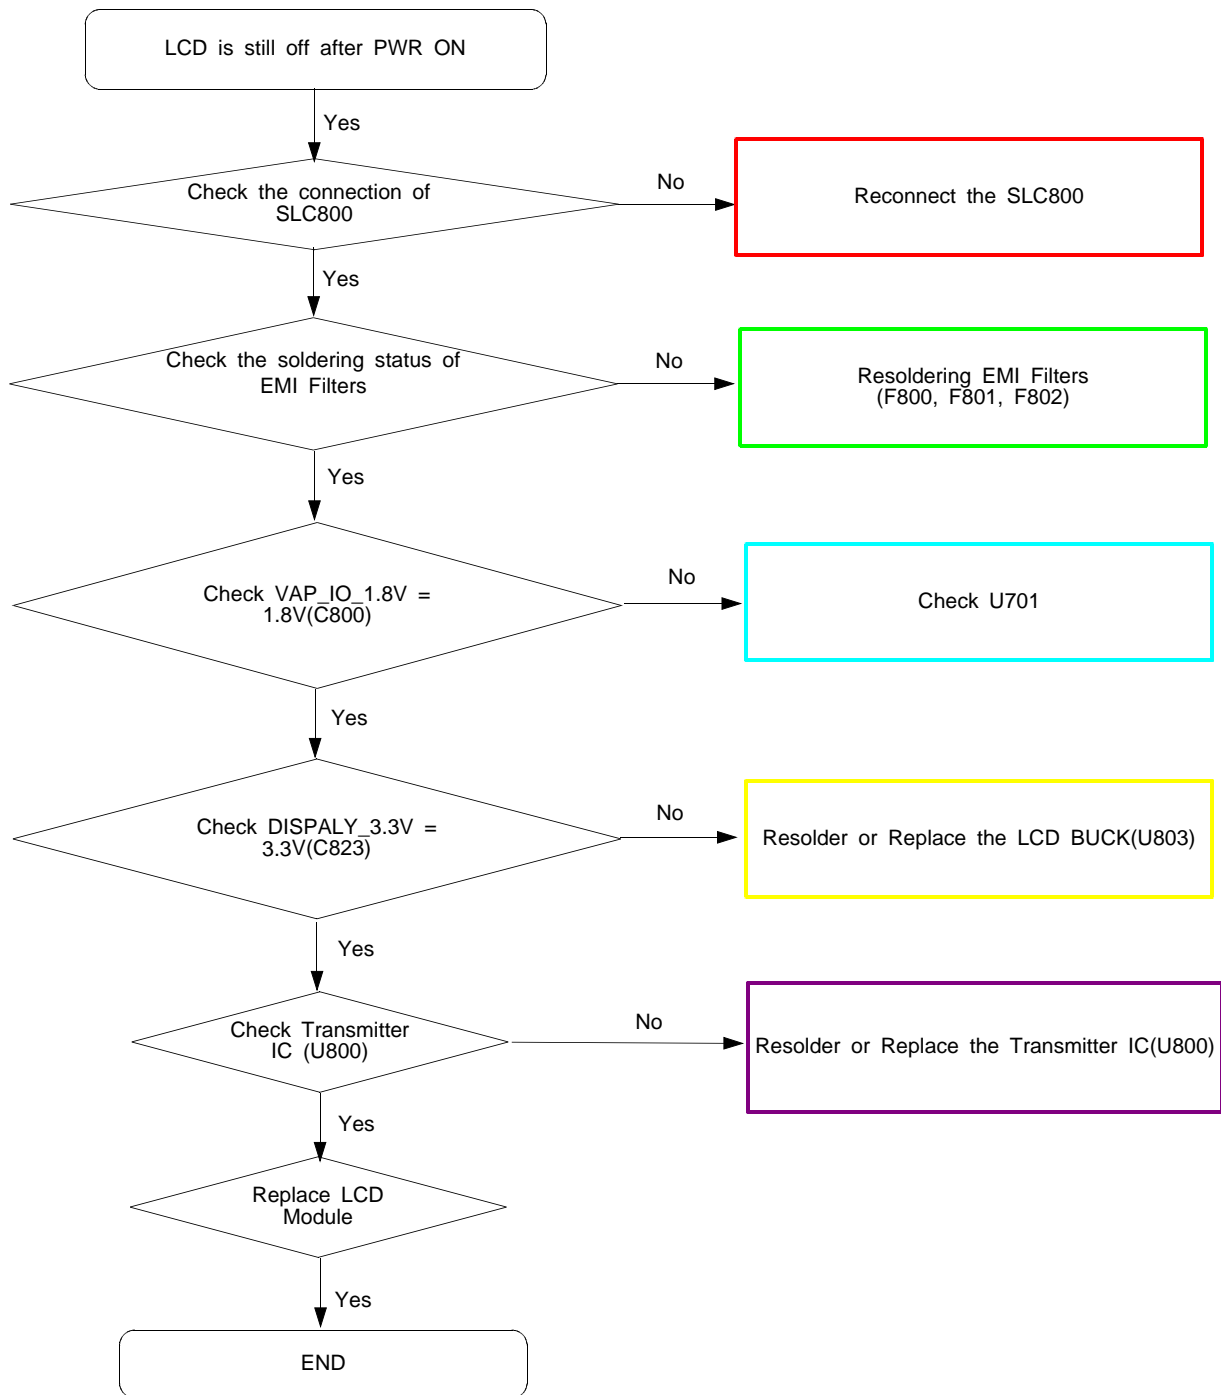 LCD is still off after PWR ON
Yes
Check the connection of
SLC800
No
Reconnect the SLC800
Yes
Check the soldering status of
EMI Filters
No
Resoldering EMI Filters
(F800, F801, F802)
Yes
Check VAP_IO_1.8V =
1.8V(C800)
No
Check U701
Yes
Check DISPALY_3.3V =
3.3V(C823)
No
Resolder or Replace the LCD BUCK(U803)
Yes
Check Transmitter
IC (U800)
No
Resolder or Replace the Transmitter IC(U800)
Yes
Replace LCD
Module
Yes
END